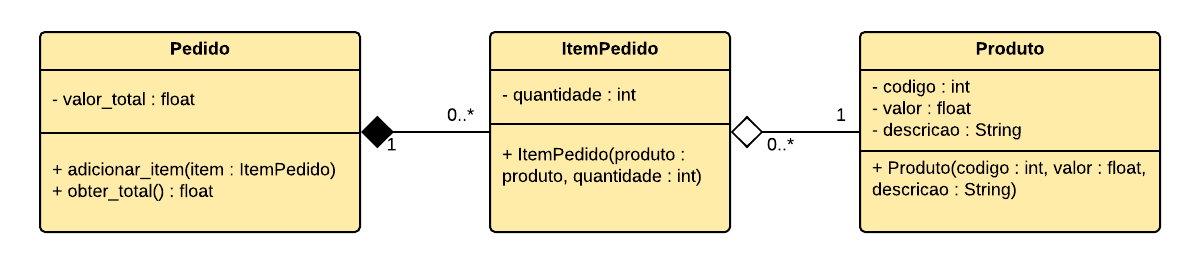 Pedido
- valor_total : float
+ adicionar_item(item : ItemPedido)
+ obter_total() : float
1
0..*
ItemPedido
- quantidade : int
+ ItemPedido(produto :
produto, quantidade : int)
0..*
1
Produto
- codigo : int
- valor : float
- descricao : String
+ Produto(codigo : int, valor : float,
descricao : String)